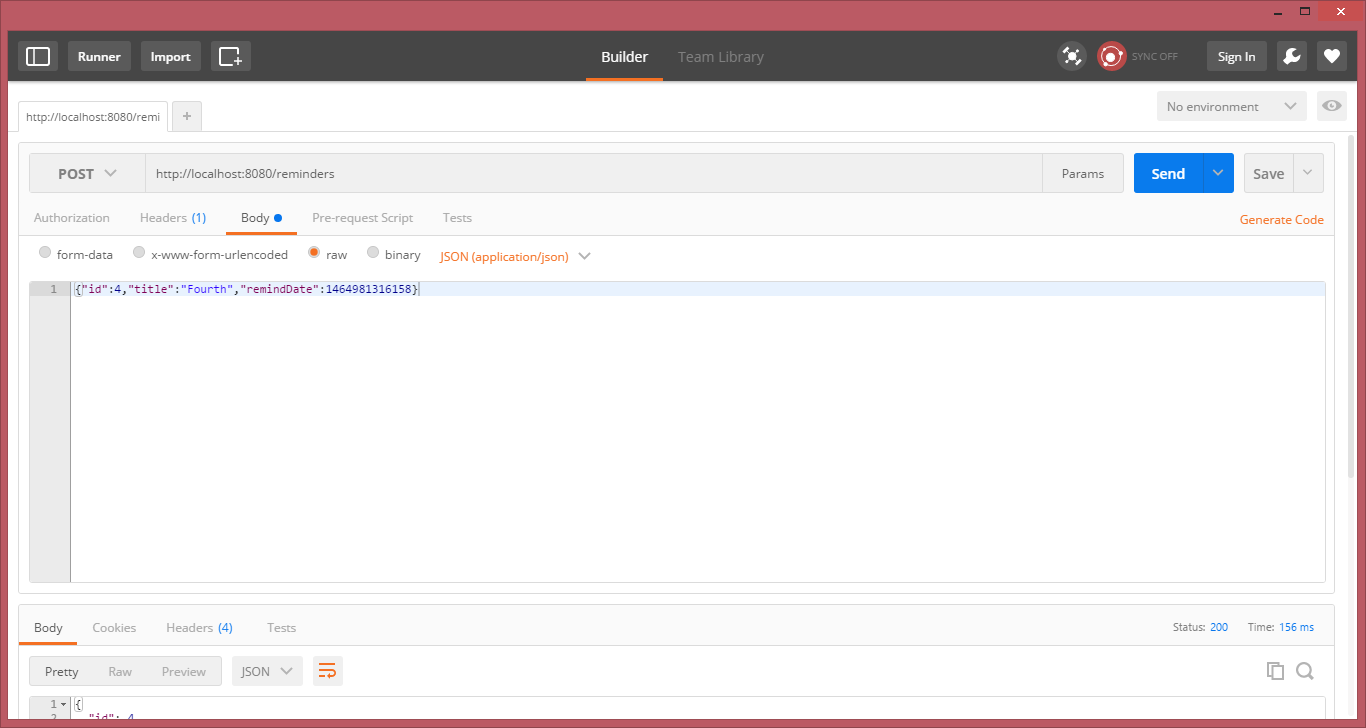 Runner Import Builder Team Library SYNC OFF Sign In
http://localhost:8080/remi + No environment
POST http://localhost:8080/reminders Params Send Save
Authorization Headers (1) Body Pre-request Script Tests Generate Code
form-data x-www-form-urlencoded raw binary JSON (application/json)
1 {"id":4,"title":"Fourth","remindDate":1464981316158}
Body Cookies Headers (4) Tests Status: 200 Time: 156 ms
Pretty Raw Preview JSON
1 {
2 "id": 4